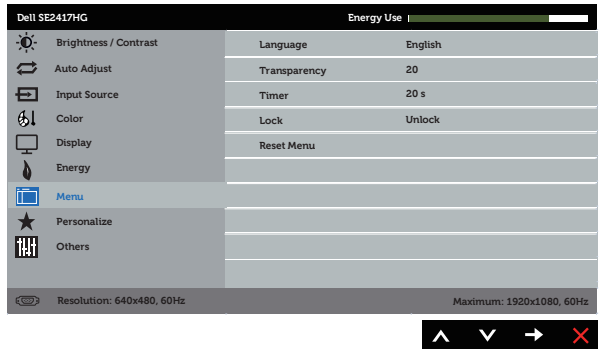 Dell SE2417HG Energy Use
Brightness / Contrast Language English
Auto Adjust Transparency 20
Input Source Timer 20 s
Color Lock Unlock
Display Reset Menu
Energy
Menu
Personalize
Others
Resolution: 640x480, 60Hz Maximum: 1920x1080, 60Hz